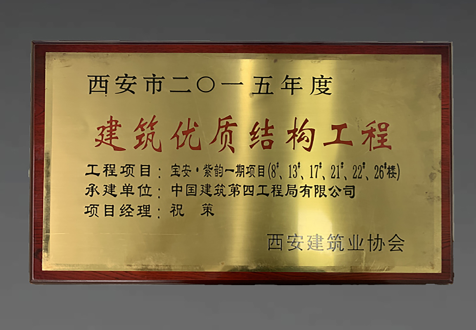 西安市二〇一五年度
建筑优质结构工程
工程项目：宝安·紫韵一期项目(8#、13#、17#、21#、22#、26#楼)
承建单位：中国建筑第四工程局有限公司
项目经理：祝 策
西安建筑业协会